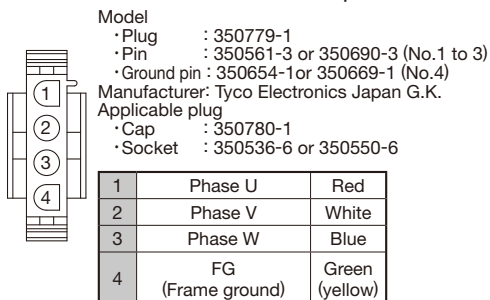 Model
・Plug : 350779-1
・Pin : 350561-3 or 350690-3 (No.1 to 3)
・Ground pin : 350654-1or 350669-1 (No.4)
Manufacturer: Tyco Electronics Japan G.K.
Applicable plug
・Cap : 350780-1
・Socket : 350536-6 or 350550-6
1
2
3
4
1 Phase U Red
2 Phase V White
3 Phase W Blue
4 FG (Frame ground) Green (yellow)